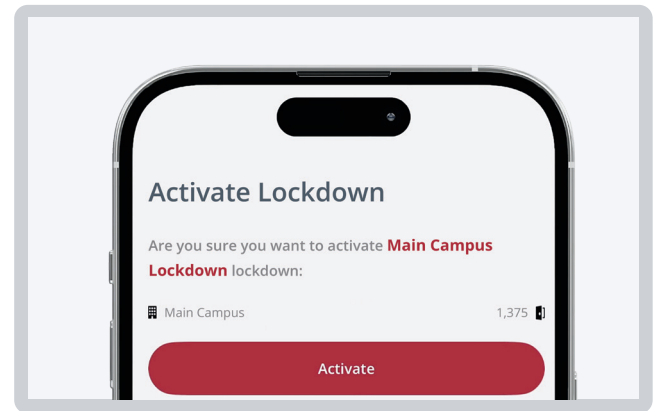 Activate Lockdown
Are you sure you want to activate Main Campus
Lockdown lockdown:
Main Campus 1,375
Activate